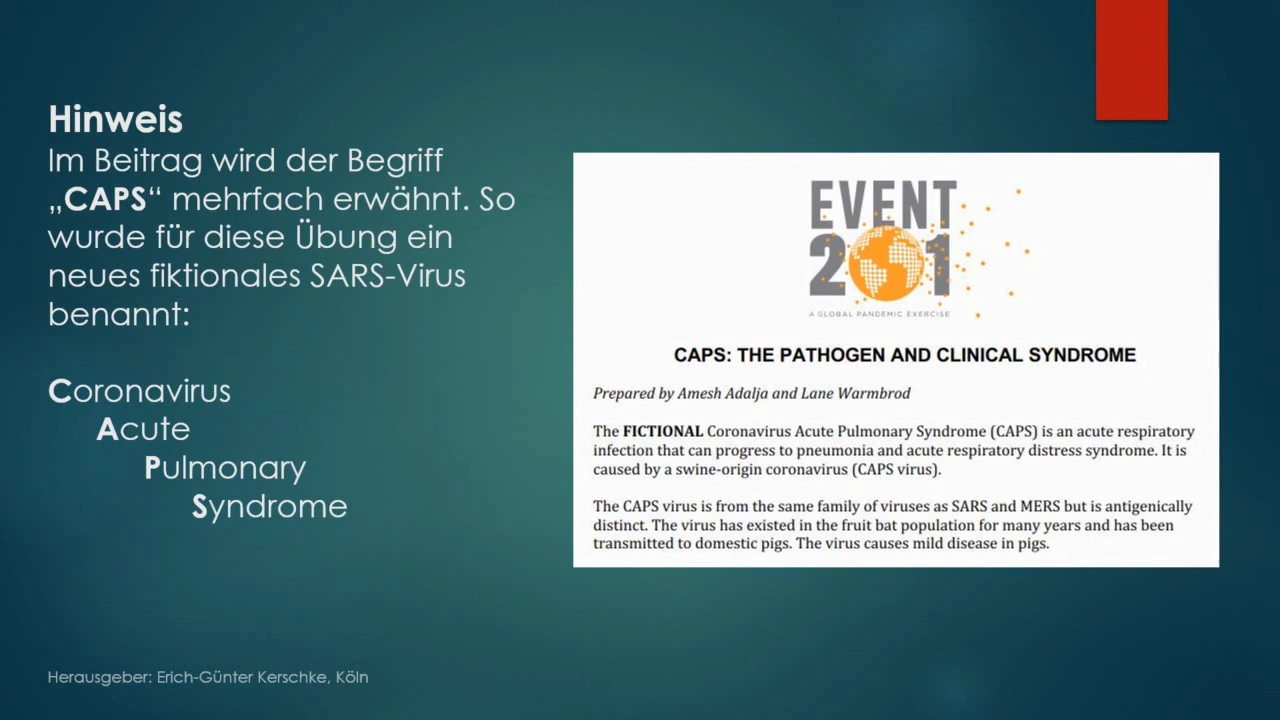 Hinweis
Im Beitrag wird der Begriff
„CAPS“ mehrfach erwähnt. So
wurde für diese Übung ein
neues fiktionales SARS-Virus
benannt:
Coronavirus
Acute
Pulmonary
Syndrome
Herausgeber: Erich-Günter Kerschke, Köln
EVENT
201
A GLOBAL PANDEMIC EXERCISE
CAPS: THE PATHOGEN AND CLINICAL SYNDROME
Prepared by Amesh Adalja and Lane Warmbrod
The FICTIONAL Coronavirus Acute Pulmonary Syndrome (CAPS) is an acute respiratory
infection that can progress to pneumonia and acute respiratory distress syndrome. It is
caused by a swine-origin coronavirus (CAPS virus).
The CAPS virus is from the same family of viruses as SARS and MERS but is antigenically
distinct. The virus has existed in the fruit bat population for many years and has been
transmitted to domestic pigs. The virus causes mild disease in pigs.